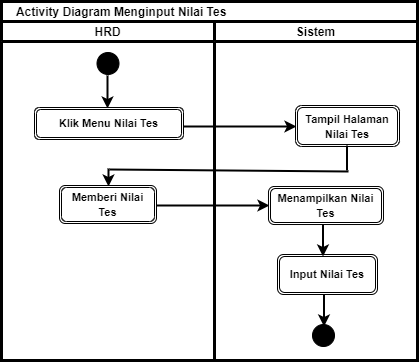 Activity Diagram Menginput Nilai Tes
HRD
Sistem
Klik Menu Nilai Tes
Tampil Halaman
Nilai Tes
Memberi Nilai
Tes
Menampilkan Nilai
Tes
Input Nilai Tes